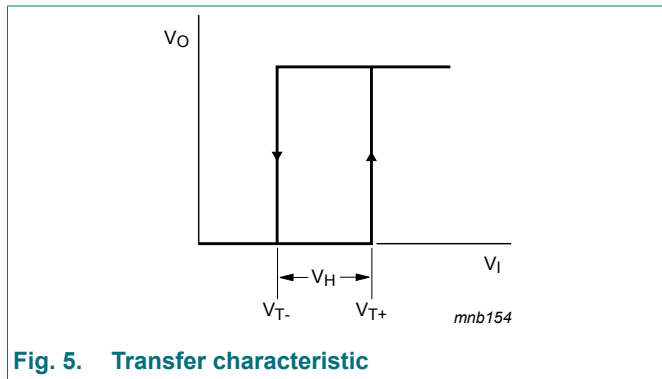 VO
VI
VH
VT-
VT+
mnb154
Fig. 5. Transfer characteristic